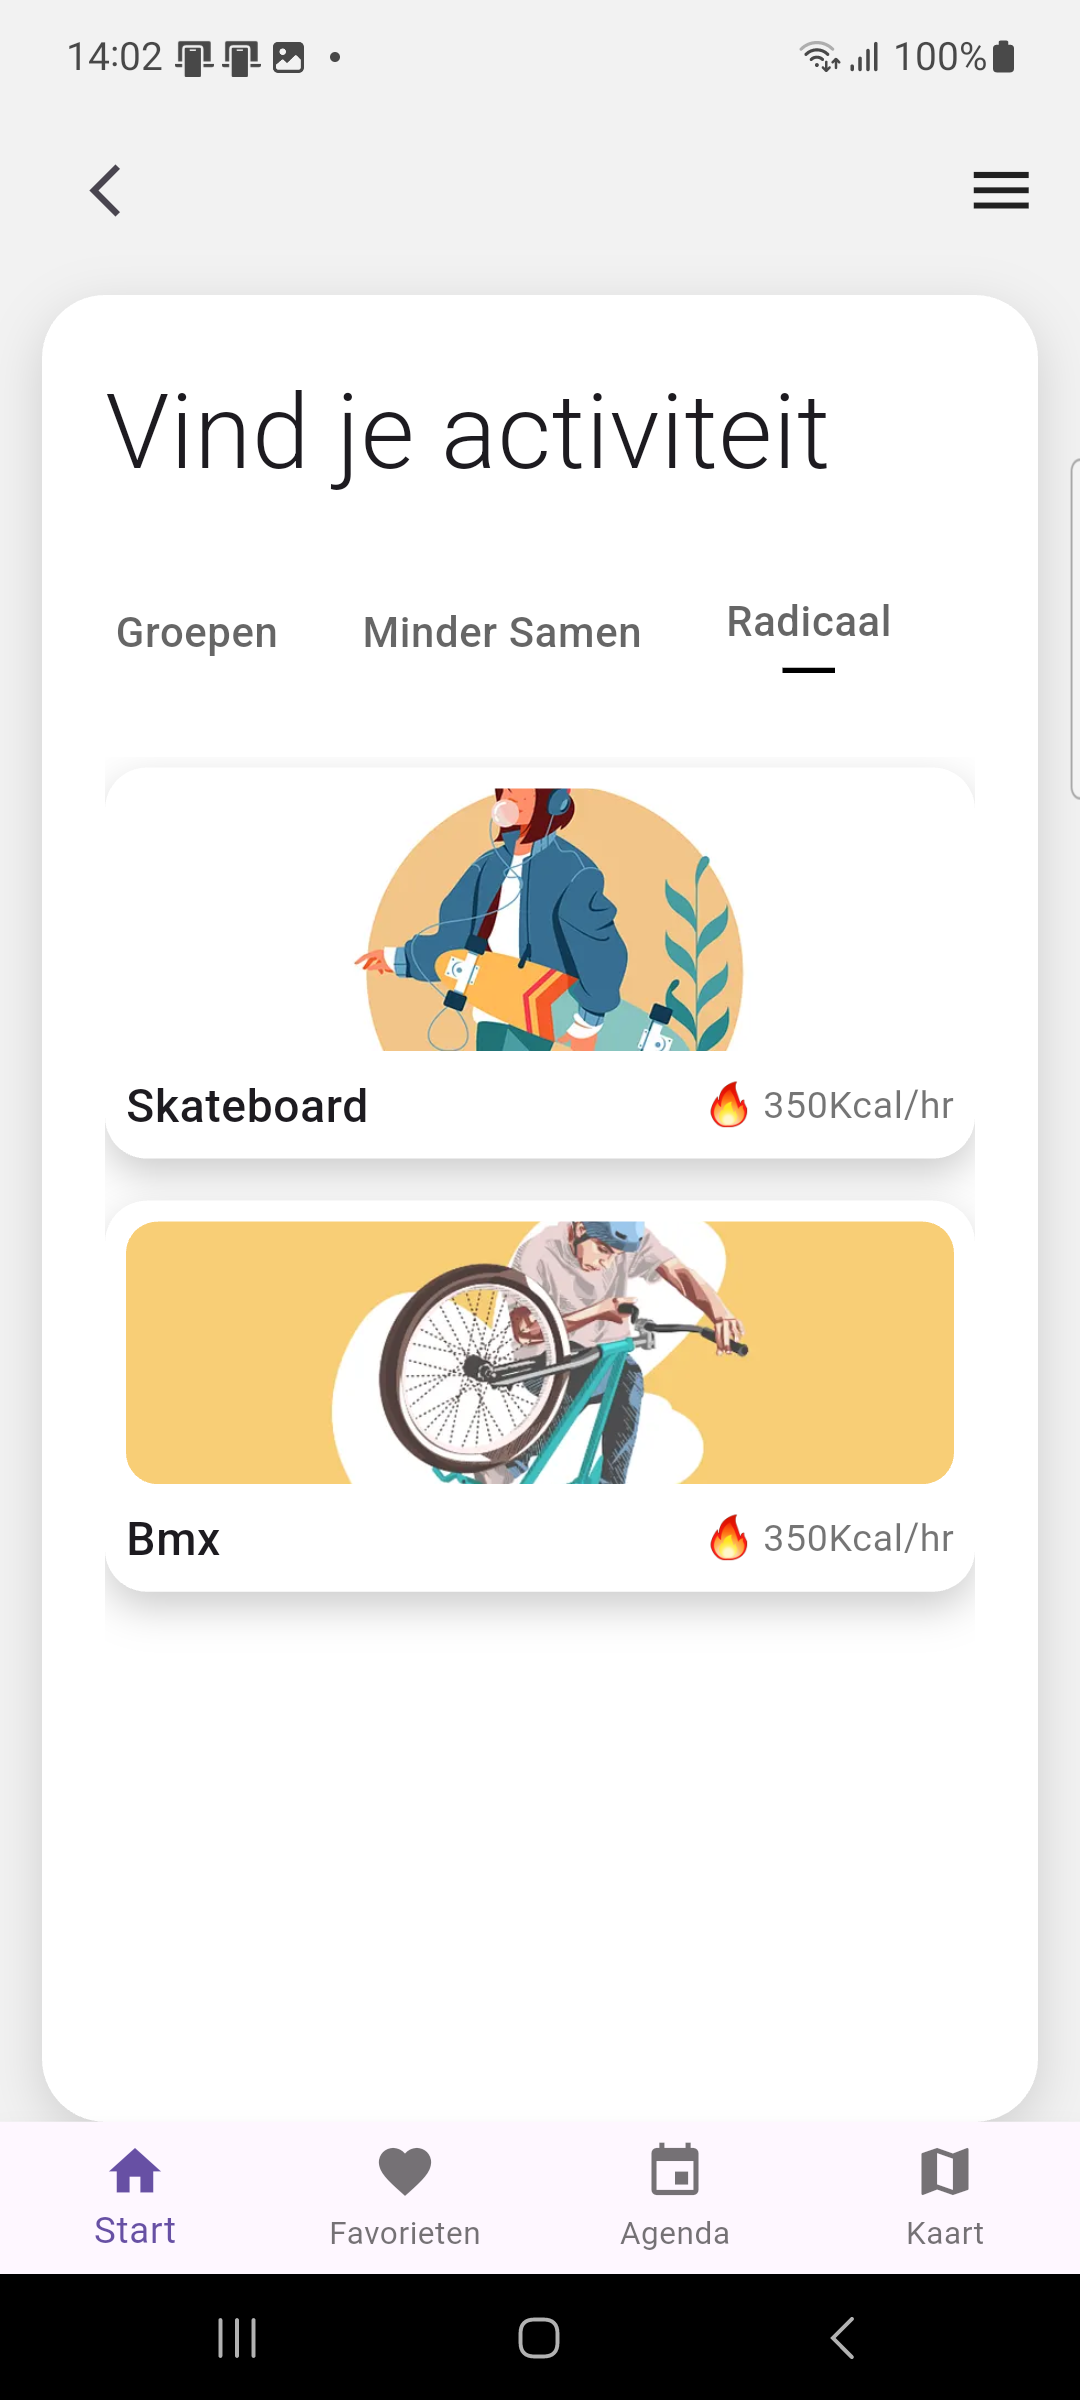 14:02
100%
Vind je activiteit
Groepen Minder Samen Radicaal
Skateboard 🔥 350Kcal/hr
Bmx 🔥 350Kcal/hr
Start Favorieten Agenda Kaart